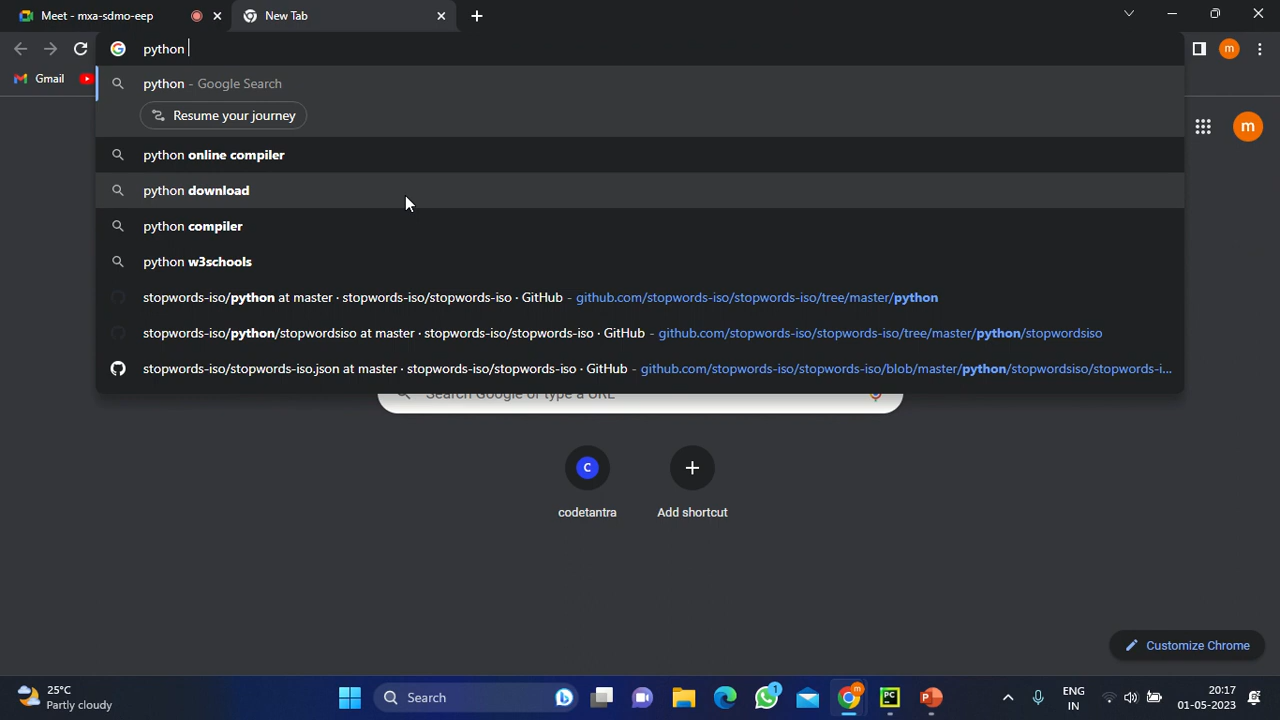 Meet - mxa-sdmo-eep
New Tab
python
m
Gmail
python - Google Search
Resume your journey
m
python online compiler
python download
python compiler
python w3schools
stopwords-iso/python at master · stopwords-iso/stopwords-iso · GitHub - github.com/stopwords-iso/stopwords-iso/tree/master/python
stopwords-iso/python/stopwordsiso at master · stopwords-iso/stopwords-iso · GitHub - github.com/stopwords-iso/stopwords-iso/tree/master/python/stopwordsiso
stopwords-iso/stopwords-iso.json at master · stopwords-iso/stopwords-iso · GitHub - github.com/stopwords-iso/stopwords-iso/blob/master/python/stopwordsiso/stopwords-i...
Search Google or type a URL
C
codetantra
Add shortcut
Customize Chrome
25°C
Partly cloudy
Search
1
m
PC
P
ENG
IN
20:17
01-05-2023